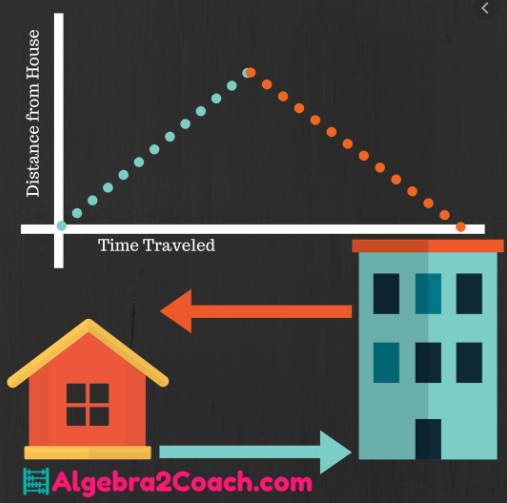 Distance from House
Time Traveled
Algebra2Coach.com